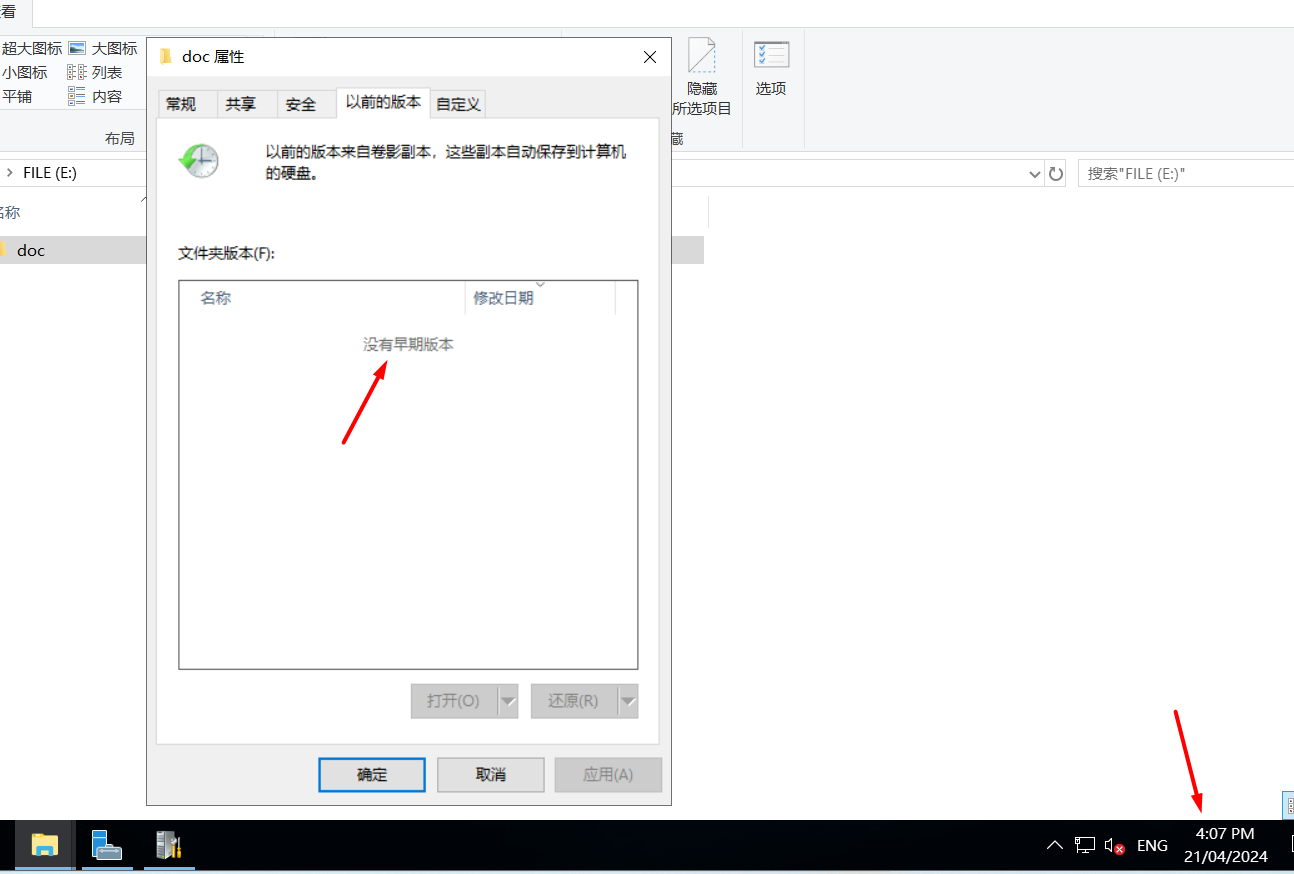 看
超大图标 大图标
小图标 列表
平铺 内容
布局
doc 属性
常规 共享 安全 以前的版本 自定义
以前的版本来自卷影副本，这些副本自动保存到计算机
的硬盘。
文件夹版本(F):
名称 修改日期
没有早期版本
打开(O) 还原(R)
确定 取消 应用(A)
隐藏
所选项目
选项
藏
FILE (E:)
搜索"FILE (E:)"
名称
doc
ENG
4:07 PM
21/04/2024